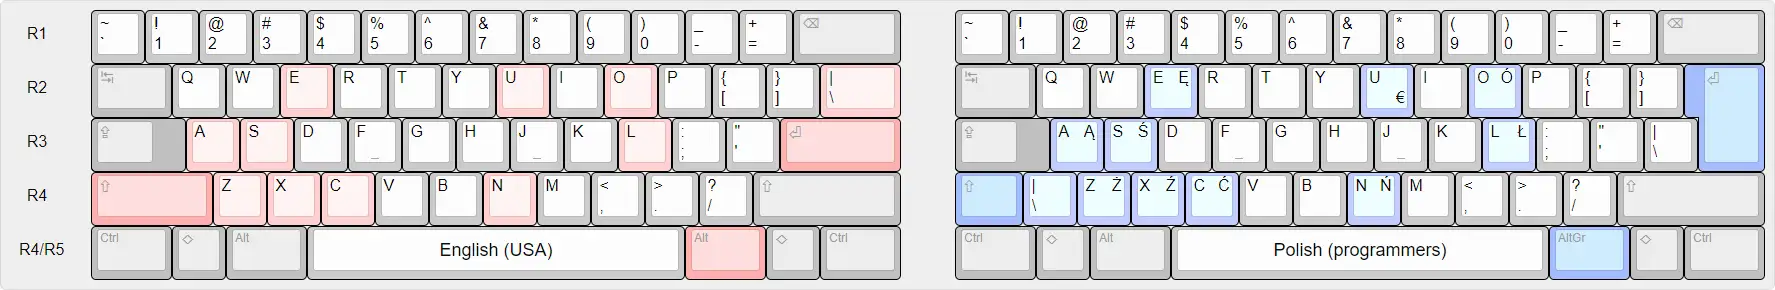 R1 ~ ! @ # $ % ^ & * ( ) _ + ⌫ ~ ! @ # $ % ^ & * ( ) _ + ⌫
` 1 2 3 4 5 6 7 8 9 0 - = ` 1 2 3 4 5 6 7 8 9 0 - =
R2 ↹ Q W E R T Y U I O P { } | ↹ Q W E Ę R T Y U I O Ó P { } ⏎
[ ] \ € [ ]
R3 ⇪ A S D F G H J K L : " ⏎ ⇪ A Ą S Ś D F G H J K L Ł : " |
_ _ ; ' _ _ ; ' \
R4 ⇧ Z X C V B N M < > ? ⇧ ⇧ | Z Ż X Ź C Ć V B N Ń M < > ? ⇧
, . / \ , . /
R4/R5 Ctrl ◇ Alt English (USA) Alt ◇ Ctrl Ctrl ◇ Alt Polish (programmers) AltGr ◇ Ctrl